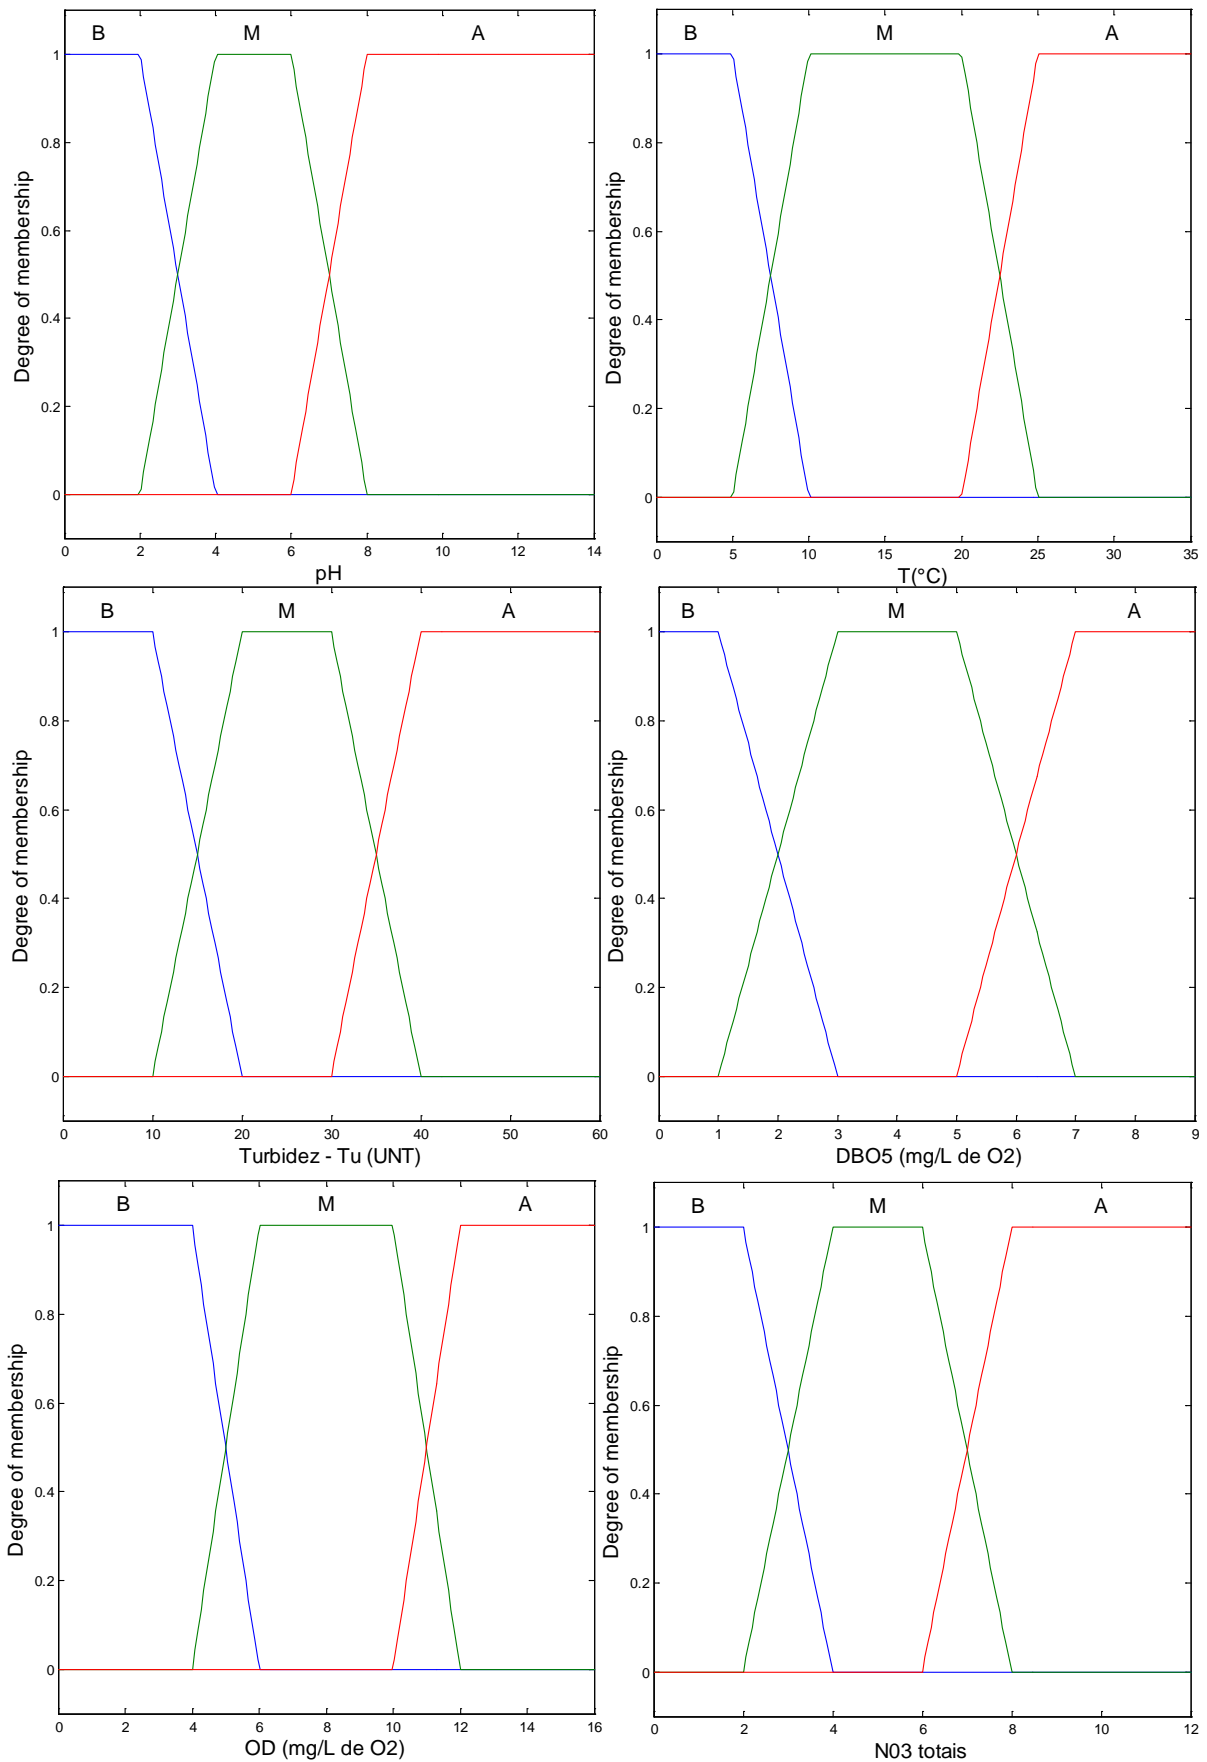 B M A
1
0.8
0.6
0.4
0.2
0
Degree of membership
0 2 4 6 8 10 12 14
pH
B M A
1
0.8
0.6
0.4
0.2
0
Degree of membership
0 5 10 15 20 25 30 35
T(°C)
B M A
1
0.8
0.6
0.4
0.2
0
Degree of membership
0 10 20 30 40 50 60
Turbidez - Tu (UNT)
B M A
1
0.8
0.6
0.4
0.2
0
Degree of membership
0 1 2 3 4 5 6 7 8 9
DBO5 (mg/L de O2)
B M A
1
0.8
0.6
0.4
0.2
0
Degree of membership
0 2 4 6 8 10 12 14 16
OD (mg/L de O2)
B M A
1
0.8
0.6
0.4
0.2
0
Degree of membership
0 2 4 6 8 10 12
N03 totais